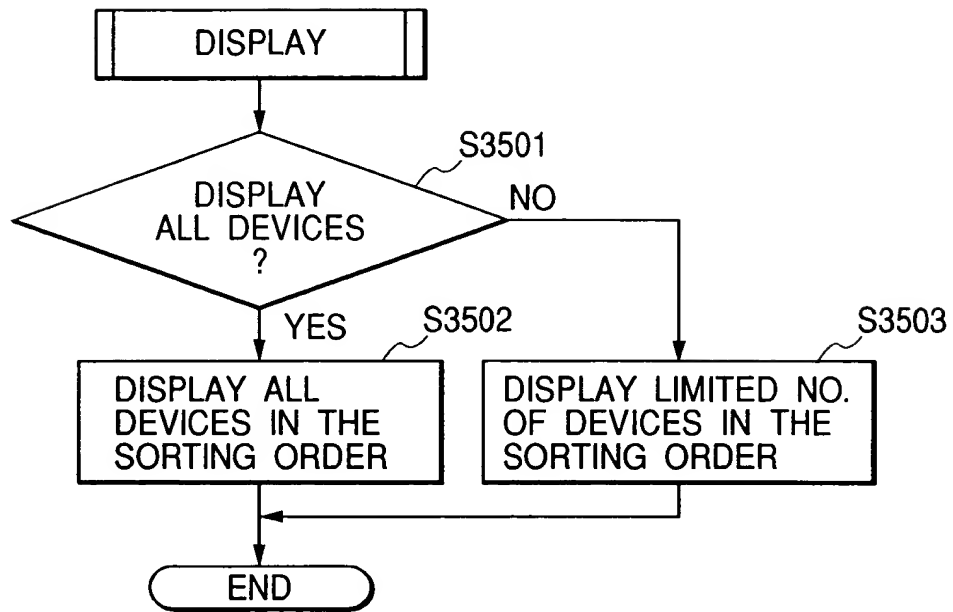 DISPLAY
S3501
DISPLAY
ALL DEVICES
?
NO
YES
S3502
DISPLAY ALL
DEVICES IN THE
SORTING ORDER
S3503
DISPLAY LIMITED NO.
OF DEVICES IN THE
SORTING ORDER
END